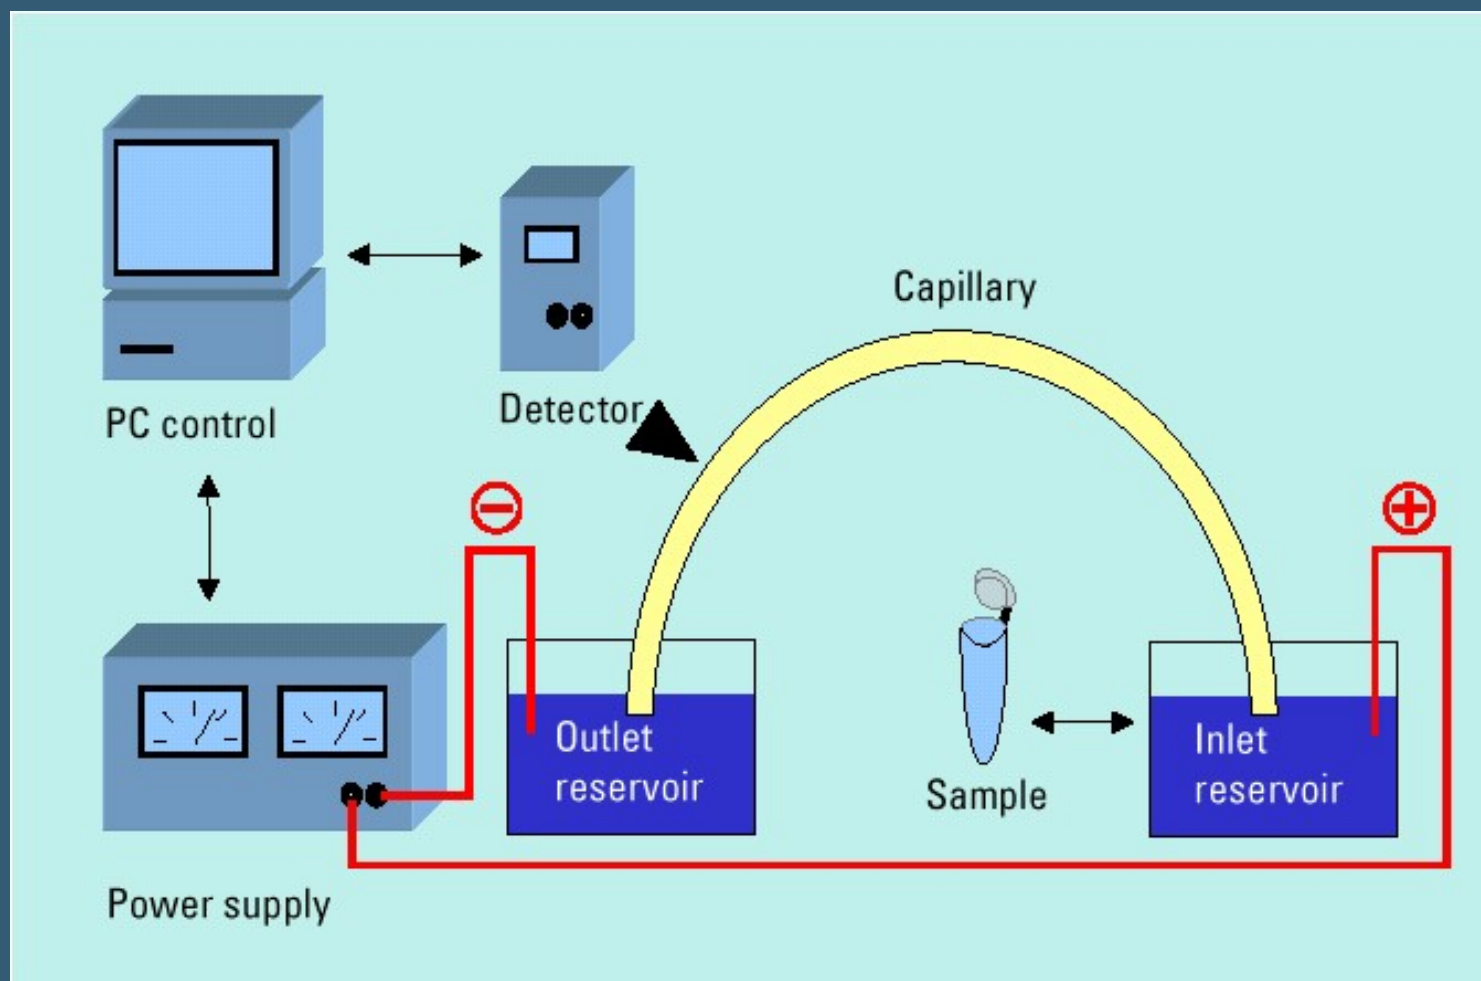 Capillary
PC control
Detector
Outlet
reservoir
Sample
Inlet
reservoir
Power supply